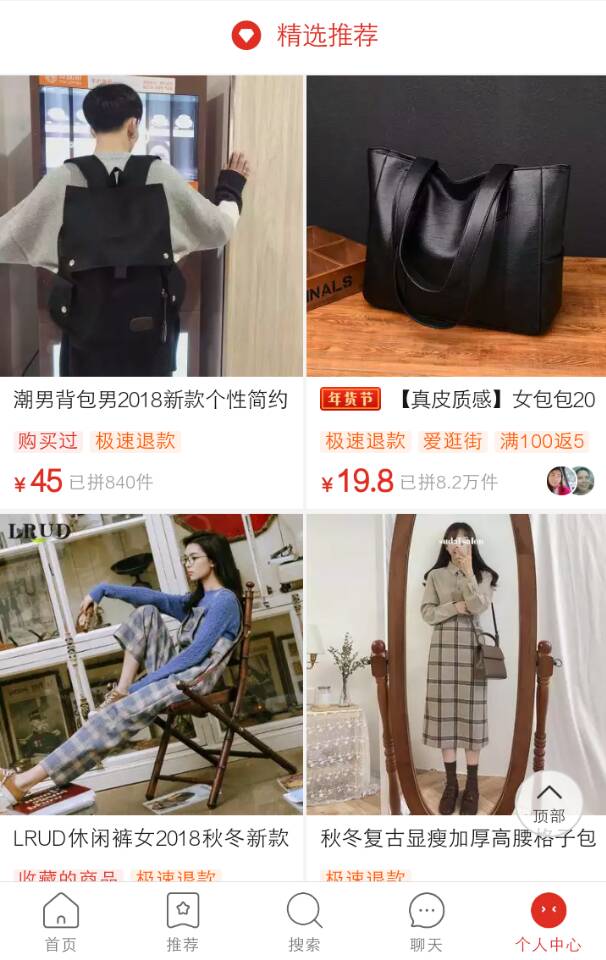 精选推荐
INALS
潮男背包男2018新款个性简约
购买过 极速退款
¥45 已拼840件
年货节 【真皮质感】女包包20
极速退款 爱逛街 满100返5
¥19.8 已拼8.2万件
LRUD
sudatsalon
LRUD休闲裤女2018秋冬新款
收藏的商品 极速退款
秋冬复古显瘦加厚高腰格子包
极速退款
顶部
首页 推荐 搜索 聊天 个人中心